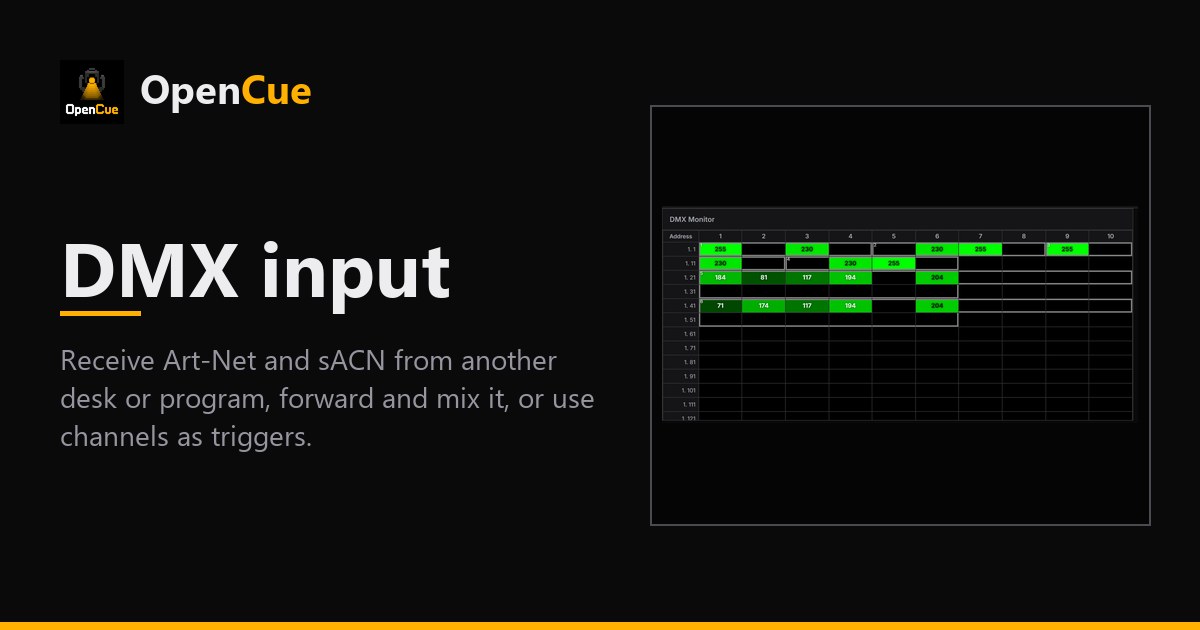 OpenCue
OpenCue
DMX input
Receive Art-Net and sACN from another
desk or program, forward and mix it, or use
channels as triggers.
DMX Monitor
Address 1 2 3 4 5 6 7 8 9 10
1. 1 255 230 230 255 255
1. 11 230 230 255
1. 21 184 81 117 194 204
1. 31
1. 41 71 174 117 194 204
1. 51
1. 61
1. 71
1. 81
1. 91
1. 101
1. 111
1. 121